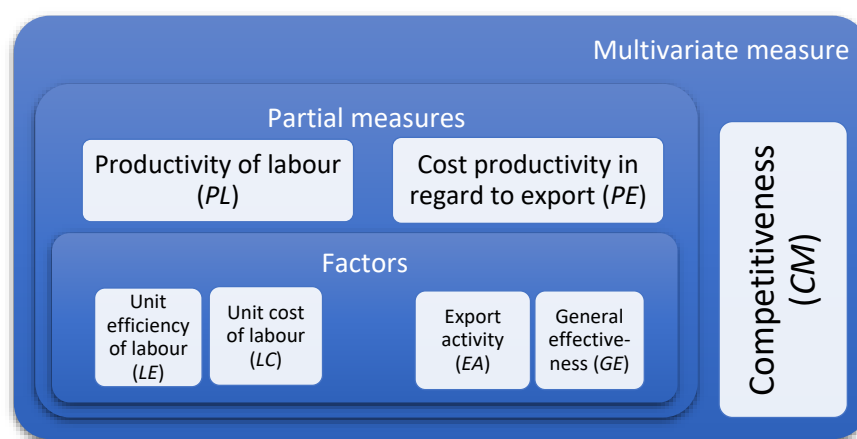 Multivariate measure
Partial measures
Productivity of labour
(PL)
Cost productivity in
regard to export (PE)
Factors
Unit
efficiency
of labour
(LE)
Unit cost
of labour
(LC)
Export
activity
(EA)
General
effective-
ness (GE)
Competitiveness
(CM)